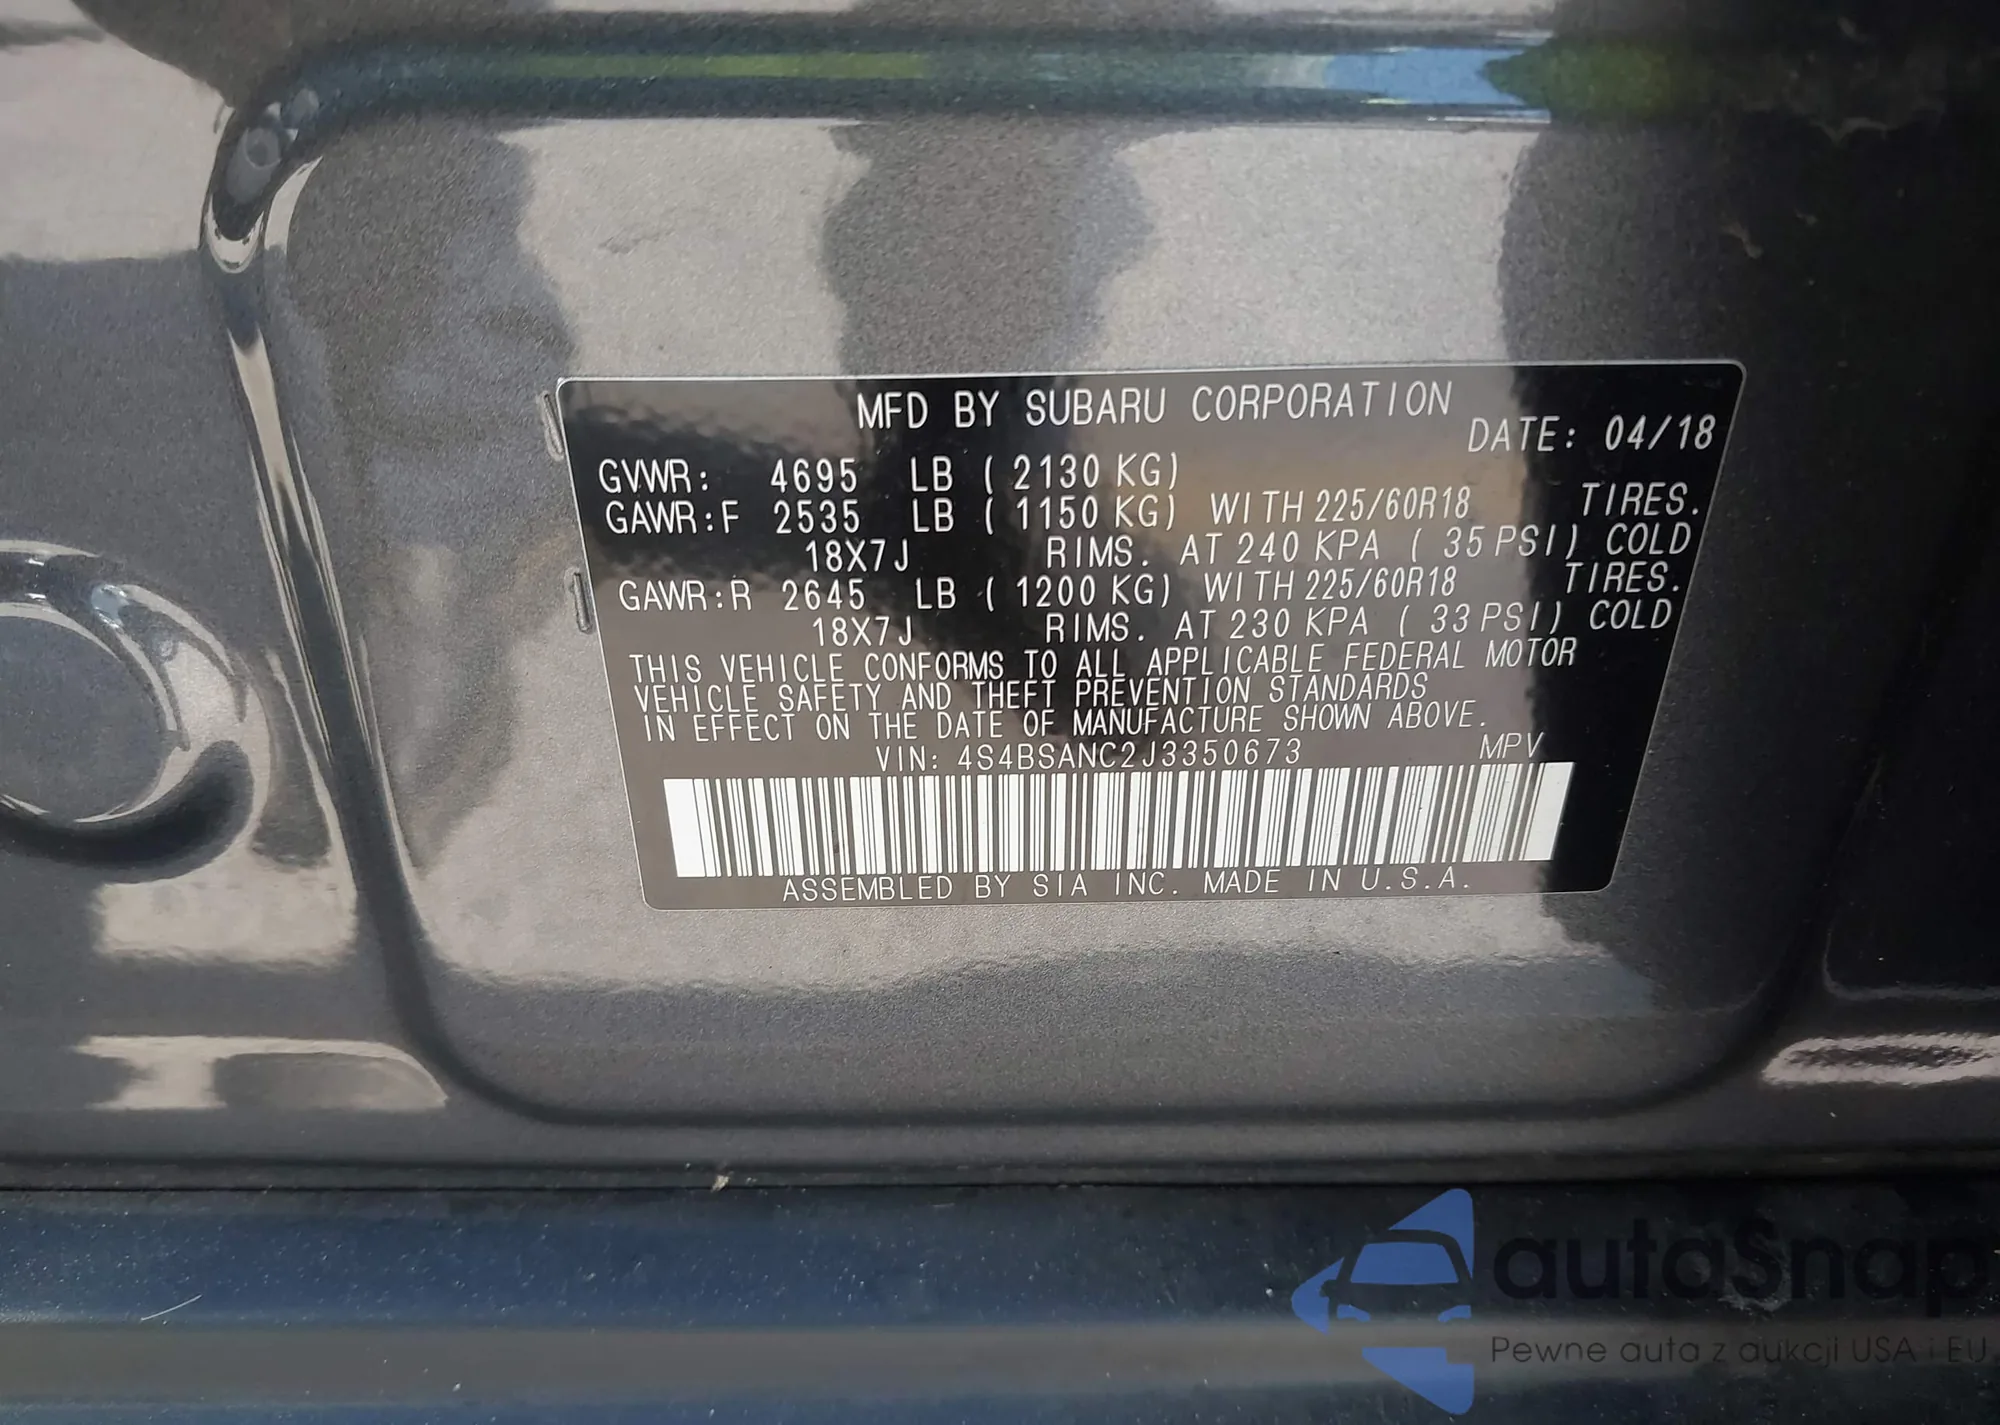 MFD BY SUBARU CORPORATION
DATE: 04/18
GVWR: 4695 LB ( 2130 KG)
GAWR:F 2535 LB ( 1150 KG) WITH 225/60R18 TIRES.
18X7J RIMS. AT 240 KPA ( 35 PSI) COLD
GAWR:R 2645 LB ( 1200 KG) WITH 225/60R18 TIRES.
18X7J RIMS. AT 230 KPA ( 33 PSI) COLD
THIS VEHICLE CONFORMS TO ALL APPLICABLE FEDERAL MOTOR
VEHICLE SAFETY AND THEFT PREVENTION STANDARDS
IN EFFECT ON THE DATE OF MANUFACTURE SHOWN ABOVE.
VIN: 4S4BSANC2J3350673 MPV
ASSEMBLED BY SIA INC. MADE IN U.S.A.
autaSnap
Pewne auta z aukcji USA i EU